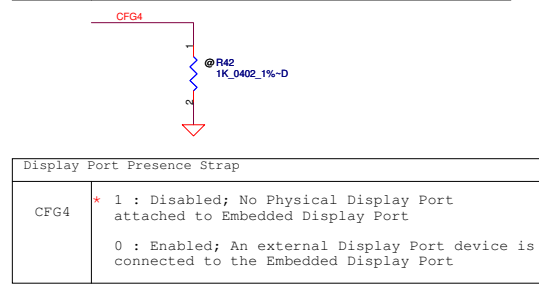 CFG4
1
@ R42
1K_0402_1%~D
2
Display Port Presence Strap
CFG4
* 1 : Disabled; No Physical Display Port
attached to Embedded Display Port
0 : Enabled; An external Display Port device is
connected to the Embedded Display Port